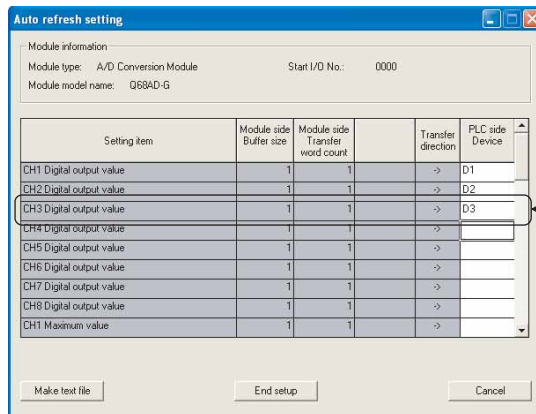 Auto refresh setting
Module information
Module type: A/D Conversion Module Start I/O No.: 0000
Module model name: Q68AD-G
Setting item Module side Buffer size Module side Transfer word count Transfer direction PLC side Device
CH1 Digital output value 1 1 -> D1
CH2 Digital output value 1 1 -> D2
CH3 Digital output value 1 1 -> D3
CH4 Digital output value 1 1 ->
CH5 Digital output value 1 1 ->
CH6 Digital output value 1 1 ->
CH7 Digital output value 1 1 ->
CH8 Digital output value 1 1 ->
CH1 Maximum value 1 1 ->
Make text file End setup Cancel